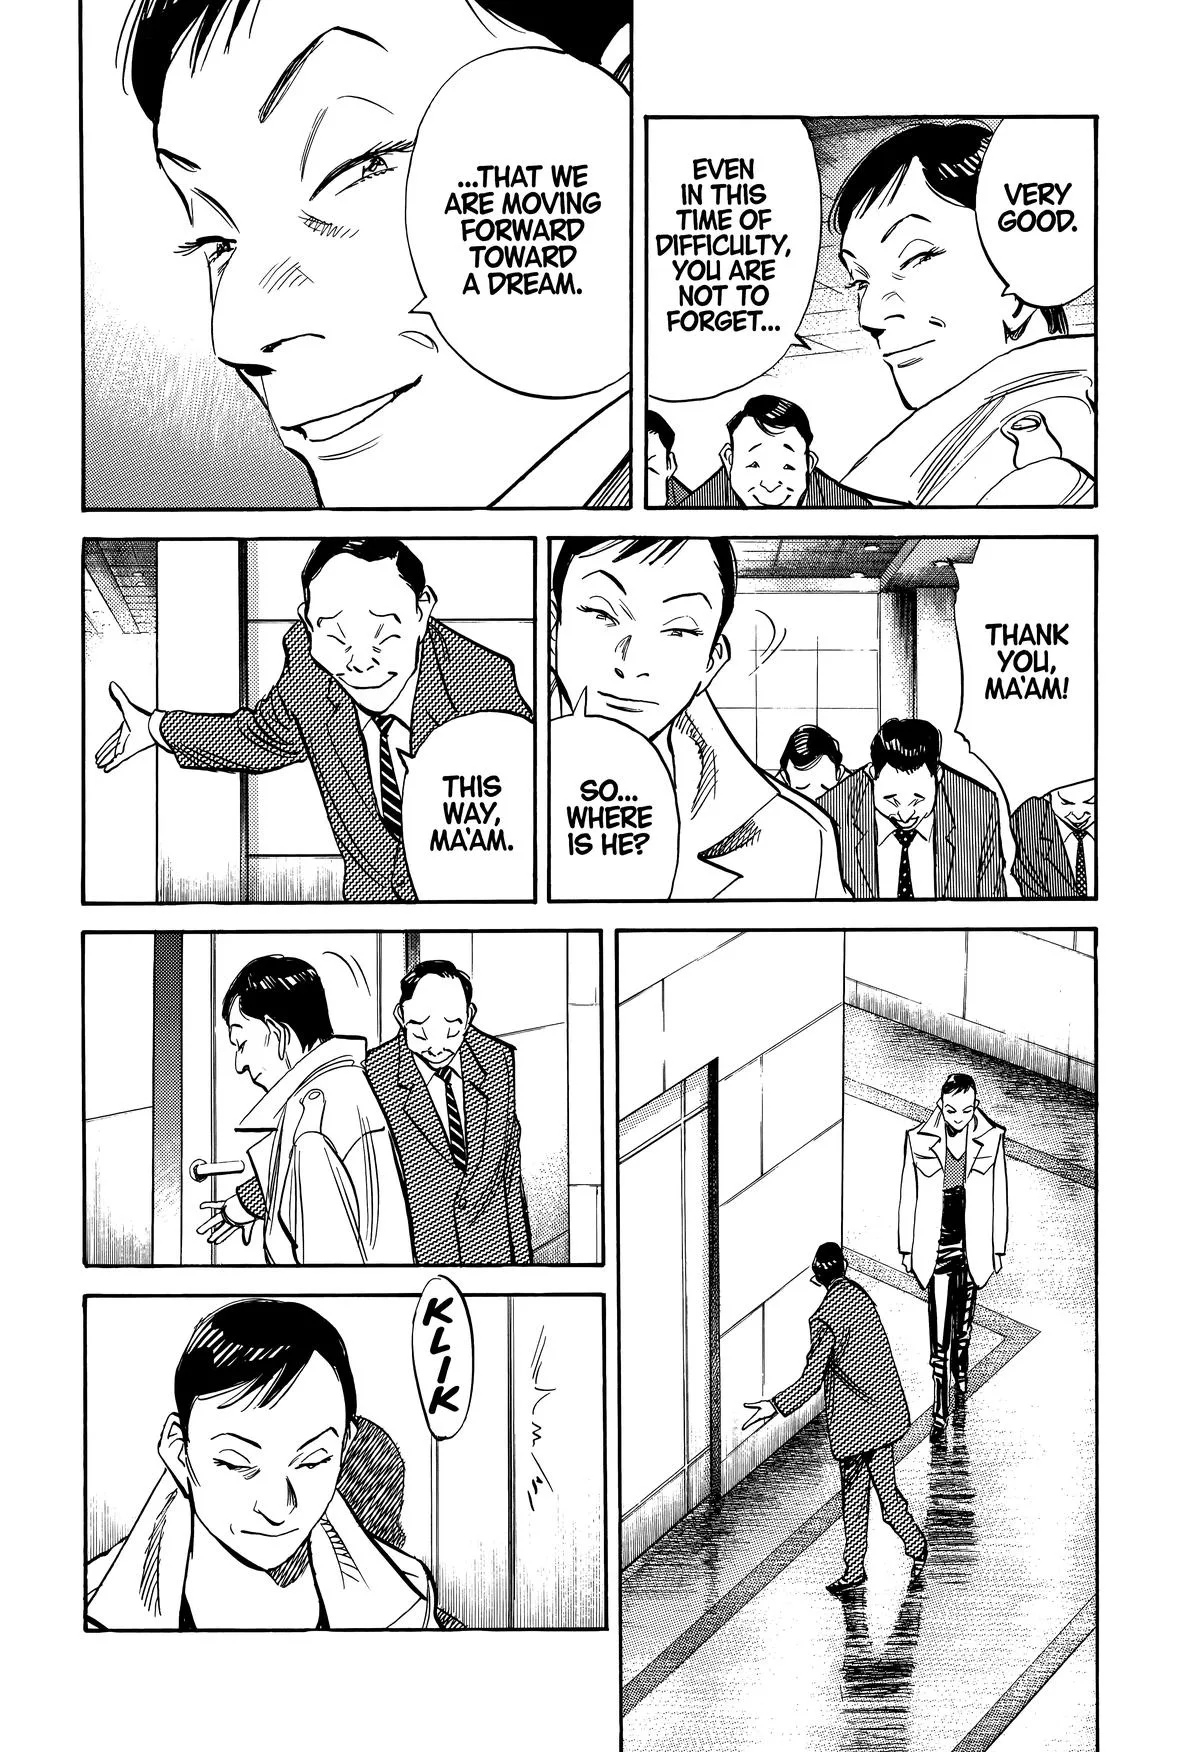 VERY
GOOD.
EVEN
IN THIS
TIME OF
DIFFICULTY,
YOU ARE
NOT TO
FORGET...
...THAT WE
ARE MOVING
FORWARD
TOWARD
A DREAM.
THANK
YOU,
MA'AM!
SO...
WHERE
IS HE?
THIS
WAY,
MA'AM.
KLIK